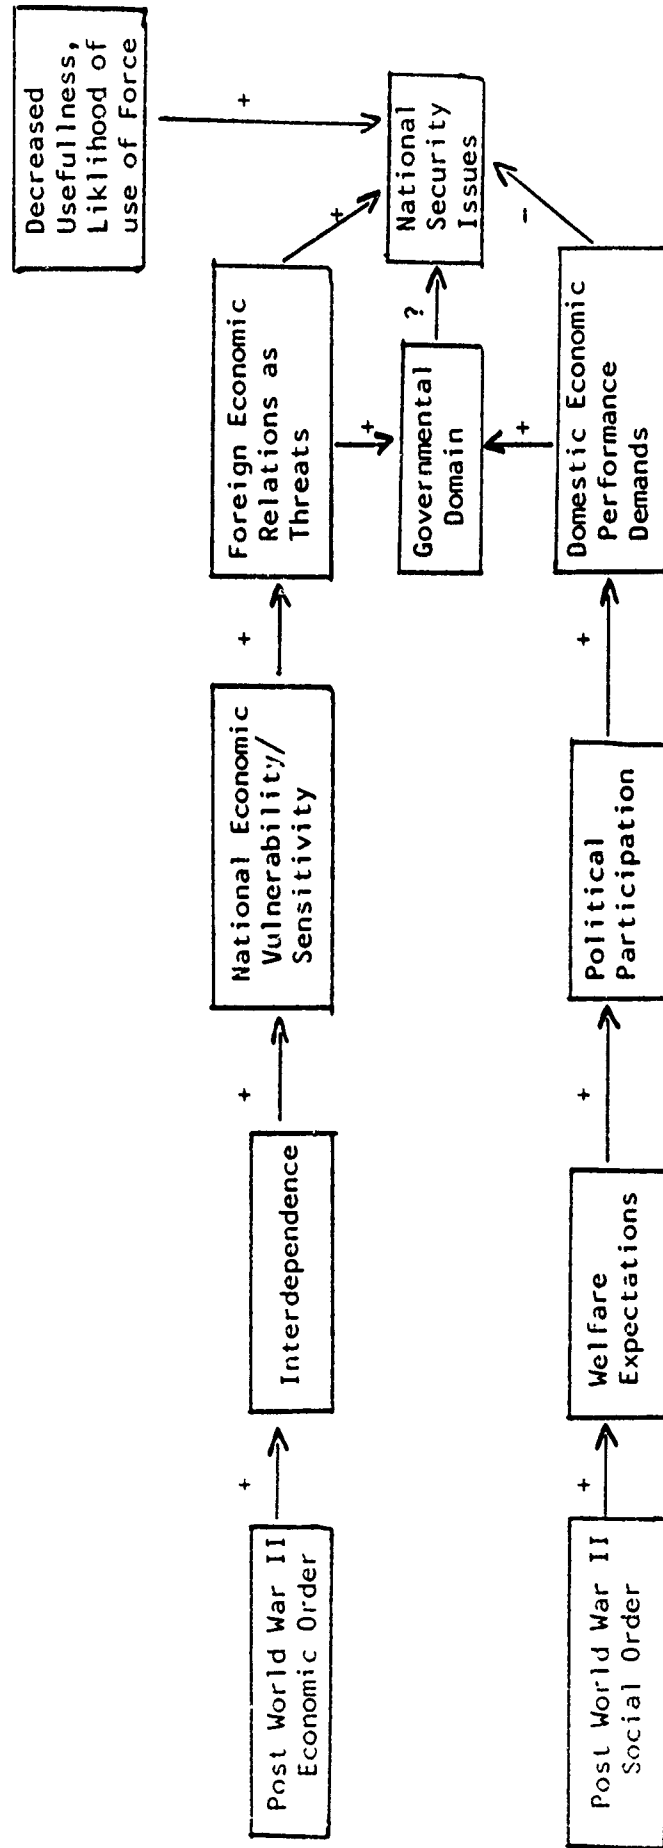 Decreased
Usefullness,
Liklihood of
use of Force
+
Post World War II
Economic Order
+
Interdependence
+
National Economic
Vulnerability/
Sensitivity
+
Foreign Economic
Relations as
Threats
+
National
Security
Issues
+
Governmental
Domain
?
+
-
Post World War II
Social Order
+
Welfare
Expectations
+
Political
Participation
+
Domestic Economic
Performance
Demands